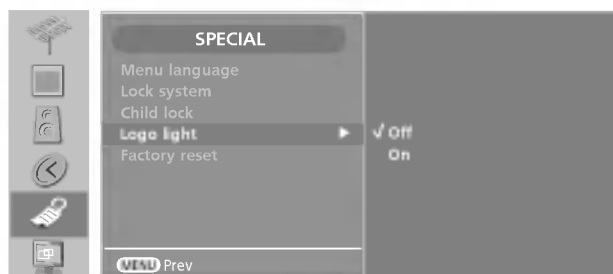 SPECIAL
Menu language
Lock system
Child lock
Logo light ▶ √ Off
On
Factory reset
MENU Prev